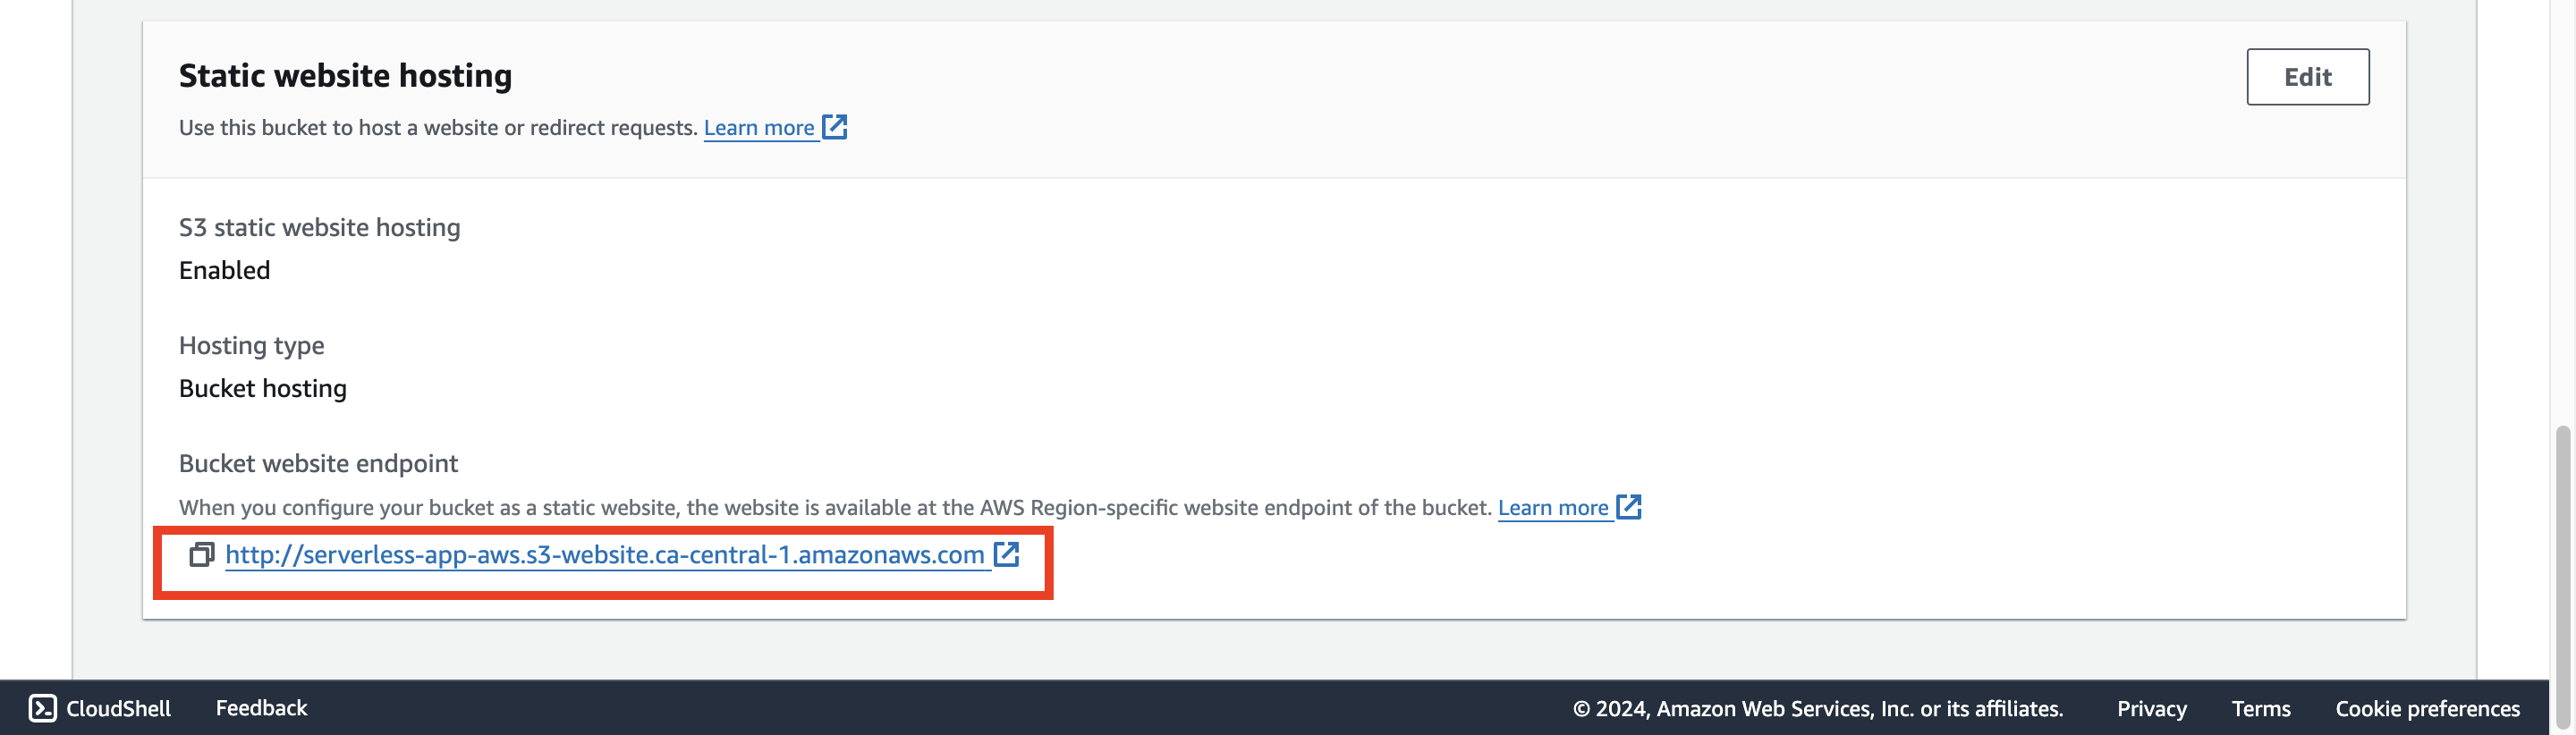 Static website hosting
Edit
Use this bucket to host a website or redirect requests. Learn more
S3 static website hosting
Enabled
Hosting type
Bucket hosting
Bucket website endpoint
When you configure your bucket as a static website, the website is available at the AWS Region-specific website endpoint of the bucket. Learn more
http://serverless-app-aws.s3-website.ca-central-1.amazonaws.com
CloudShell Feedback © 2024, Amazon Web Services, Inc. or its affiliates. Privacy Terms Cookie preferences